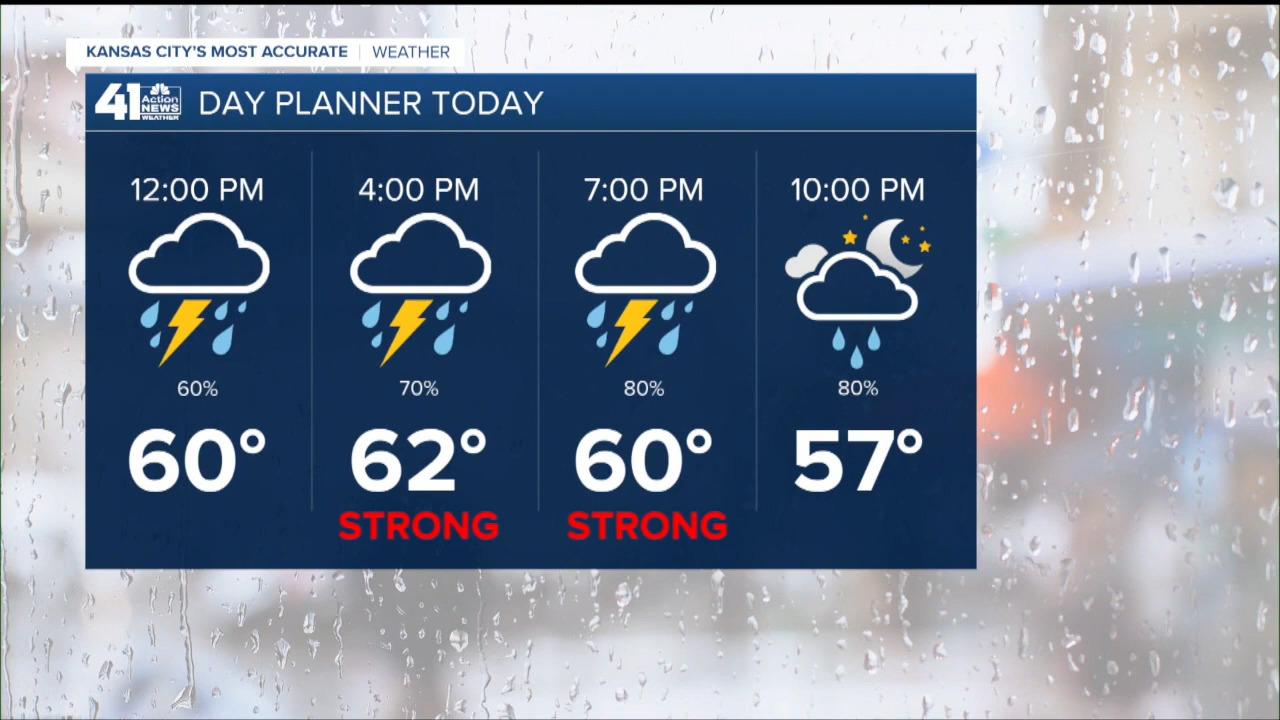 KANSAS CITY'S MOST ACCURATE | WEATHER
41 Action NEWS WEATHER
DAY PLANNER TODAY
12:00 PM 4:00 PM 7:00 PM 10:00 PM
60% 70% 80% 80%
60° 62° 60° 57°
STRONG STRONG